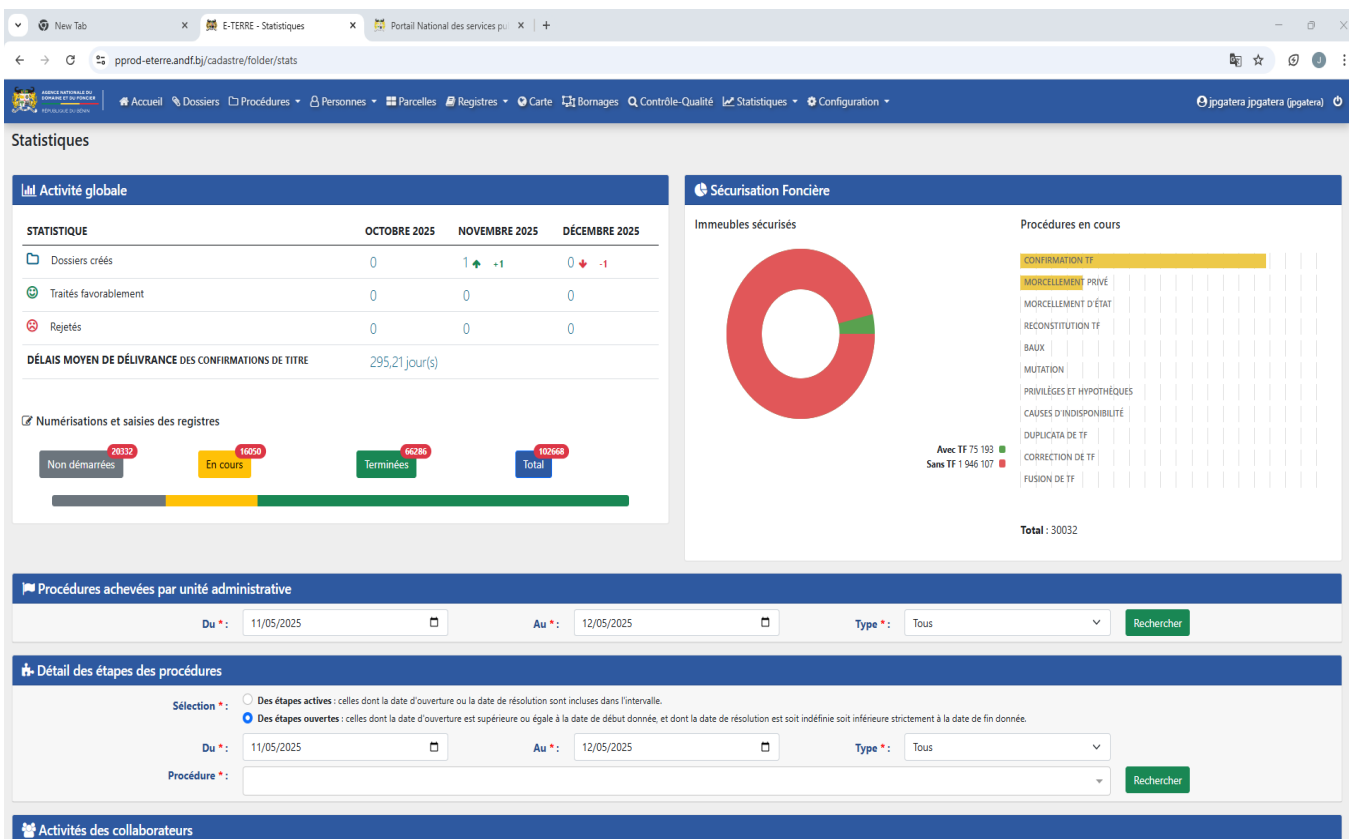 New Tab
E-TERRE - Statistiques
Portail National des services pu
pprod-eterre.andf.bj/cadastre/folder/stats
J
AGENCE NATIONALE DU
DOMAINE ET DU FONCIER
RÉPUBLIQUE DU BÉNIN
Accueil Dossiers Procédures Personnes Parcelles Registres Carte Bornages Contrôle-Qualité Statistiques Configuration jpgatera jpgatera (jpgatera)
Statistiques
Activité globale
STATISTIQUE OCTOBRE 2025 NOVEMBRE 2025 DÉCEMBRE 2025
Dossiers créés 0 1 +1 0 -1
Traités favorablement 0 0 0
Rejetés 0 0 0
DÉLAIS MOYEN DE DÉLIVRANCE DES CONFIRMATIONS DE TITRE 295,21 jour(s)
Numérisations et saisies des registres
Non démarrées 20332 En cours 16050 Terminées 66286 Total 102668
Sécurisation Foncière
Immeubles sécurisés
Avec TF 75 193
Sans TF 1 946 107
Procédures en cours
CONFIRMATION TF
MORCELLEMENT PRIVÉ
MORCELLEMENT D'ÉTAT
RECONSTITUTION TF
BAUX
MUTATION
PRIVILÈGES ET HYPOTHÈQUES
CAUSES D'INDISPONIBILITÉ
DUPLICATA DE TF
CORRECTION DE TF
FUSION DE TF
Total : 30032
Procédures achevées par unité administrative
Du * : 11/05/2025 Au * : 12/05/2025 Type * : Tous Rechercher
Détail des étapes des procédures
Sélection * : Des étapes actives : celles dont la date d'ouverture ou la date de résolution sont incluses dans l'intervalle.
Des étapes ouvertes : celles dont la date d'ouverture est supérieure ou égale à la date de début donnée, et dont la date de résolution est soit indéfinie soit inférieure strictement à la date de fin donnée.
Du * : 11/05/2025 Au * : 12/05/2025 Type * : Tous
Procédure * : Rechercher
Activités des collaborateurs